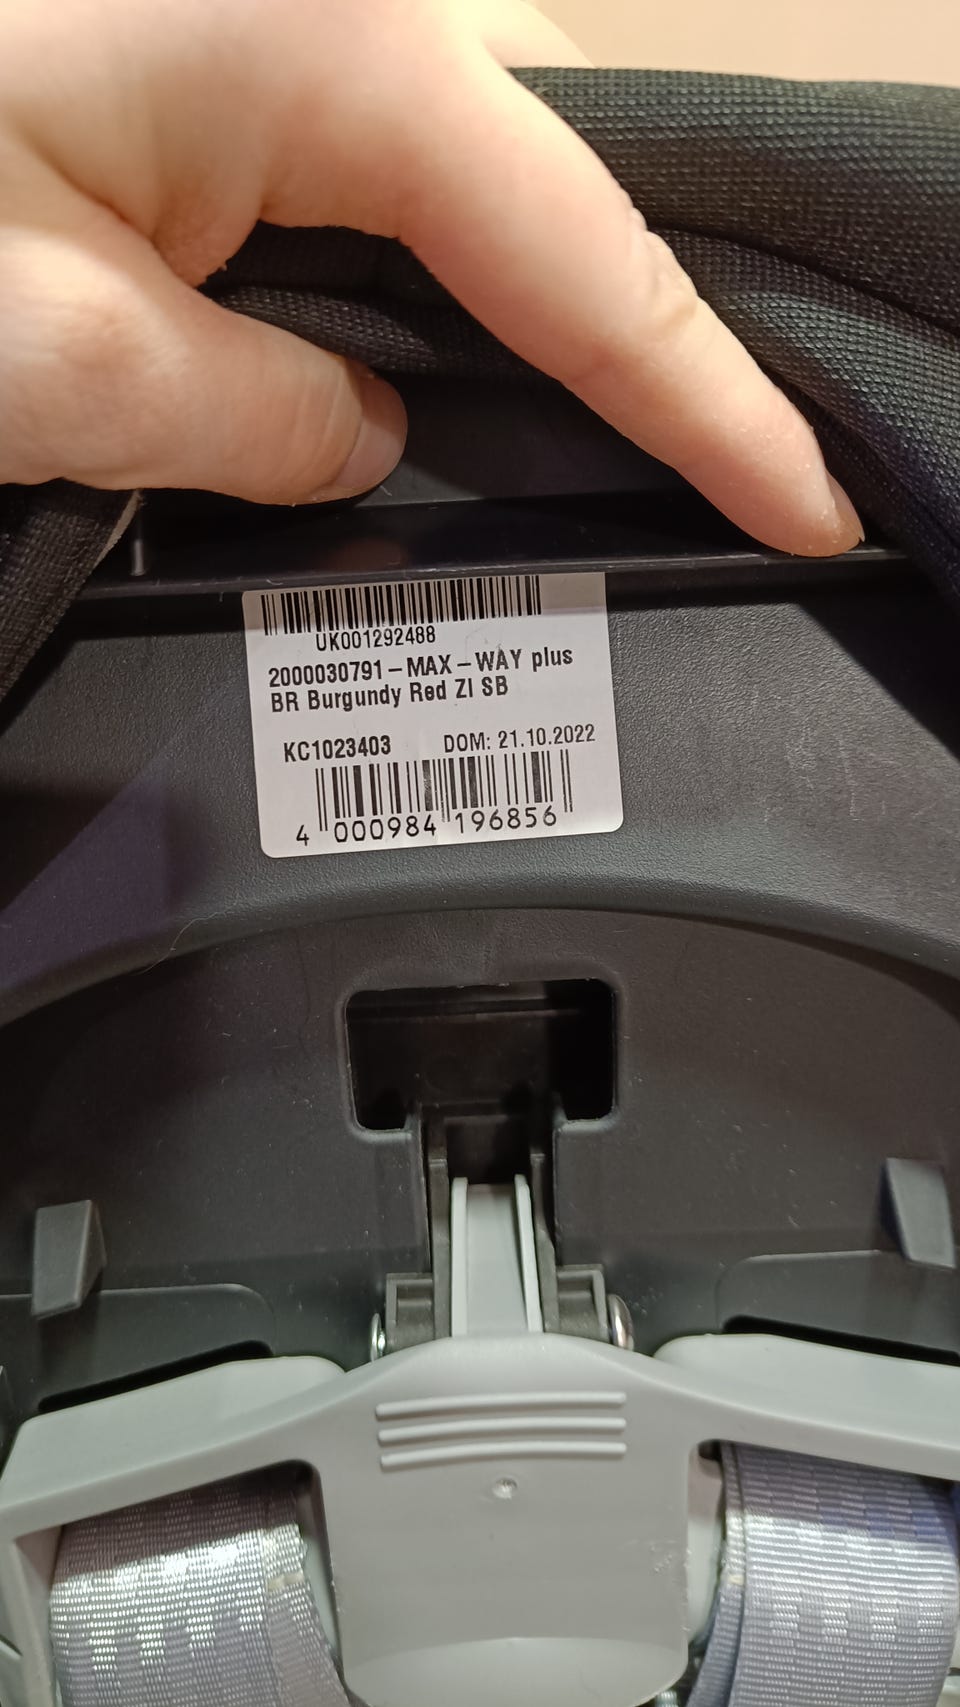 UK001292488
2000030791-MAX-WAY plus
BR Burgundy Red ZI SB
KC1023403 DOM: 21.10.2022
4 000984 196856